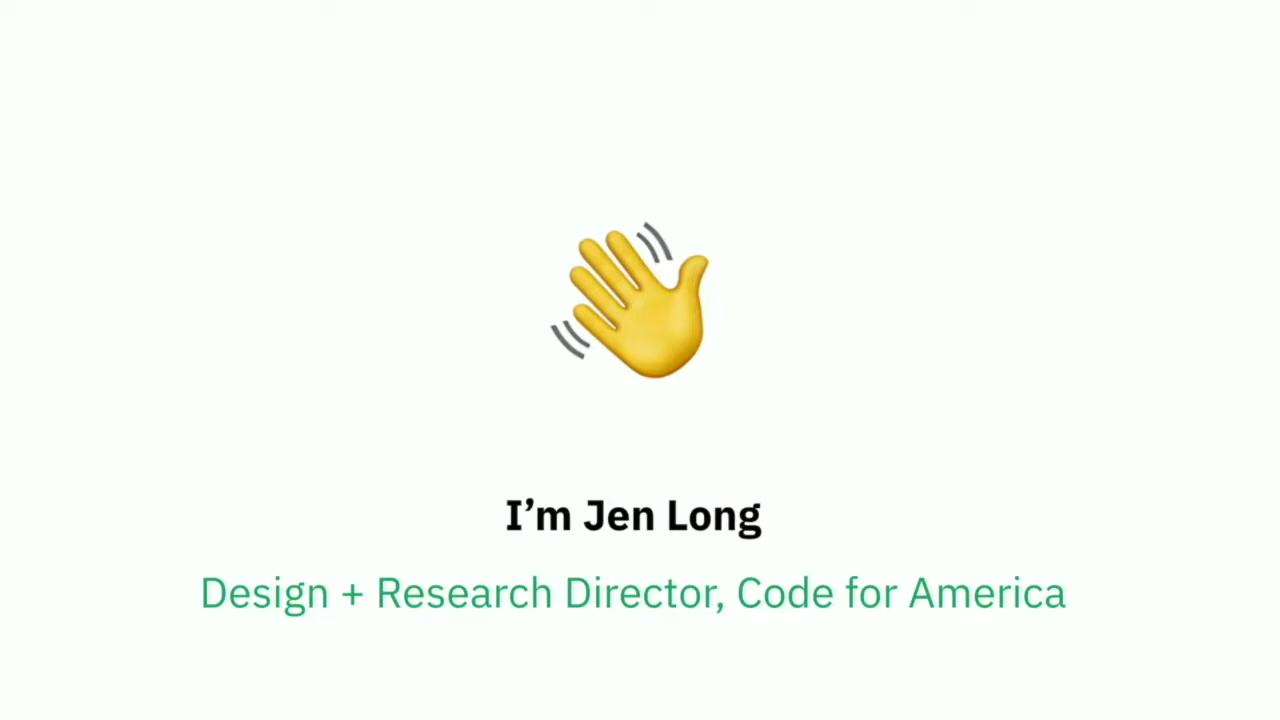 I’m Jen Long
Design + Research Director, Code for America